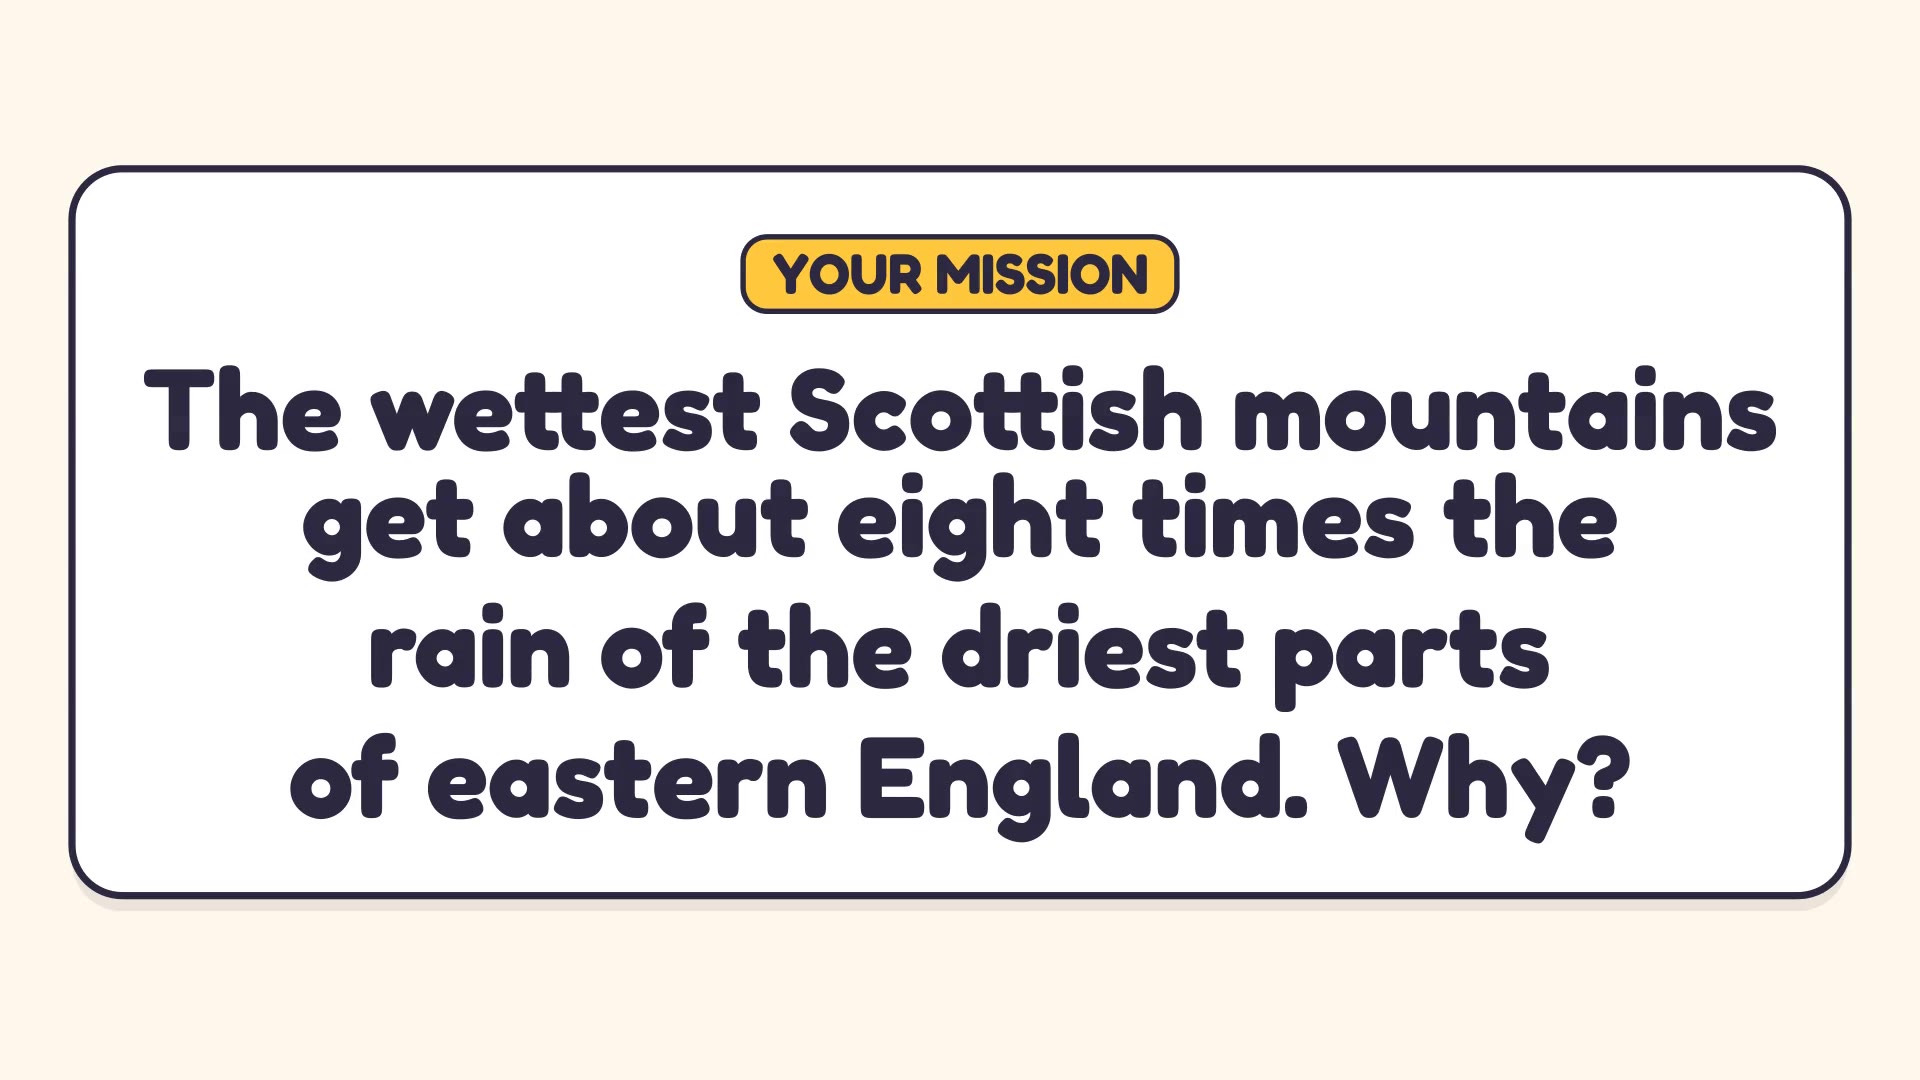 YOUR MISSION
The wettest Scottish mountains
get about eight times the
rain of the driest parts
of eastern England. Why?